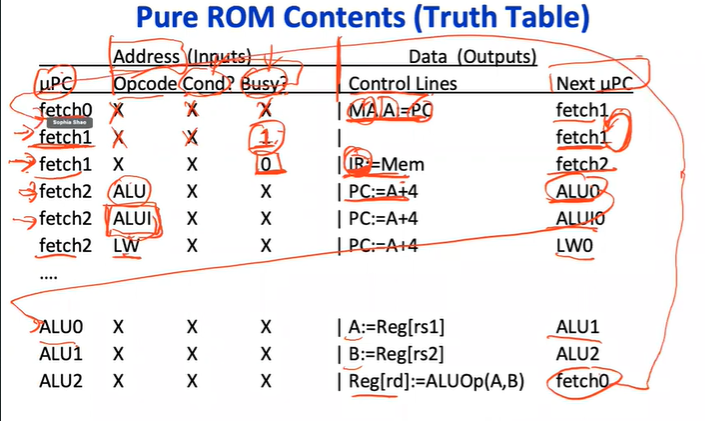 Pure ROM Contents (Truth Table)
Address (Inputs) Data (Outputs)
μPC Opcode Cond? Busy? | Control Lines Next μPC
fetch0 X X X | MA,A:=PC fetch1
Sophia Shao
fetch1 X X 1 | fetch1
fetch1 X X 0 | IR:=Mem fetch2
fetch2 ALU X X | PC:=A+4 ALU0
fetch2 ALUI X X | PC:=A+4 ALUI0
fetch2 LW X X | PC:=A+4 LW0
....
ALU0 X X X | A:=Reg[rs1] ALU1
ALU1 X X X | B:=Reg[rs2] ALU2
ALU2 X X X | Reg[rd]:=ALUOp(A,B) fetch0